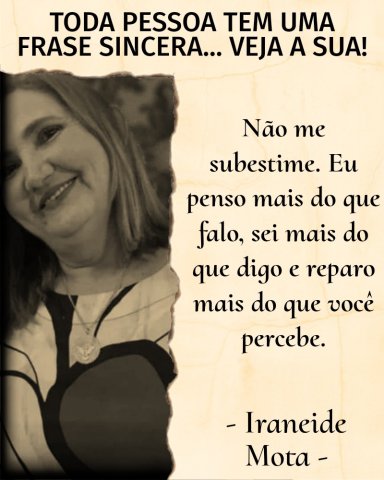 TODA PESSOA TEM UMA
FRASE SINCERA... VEJA A SUA!
Não me
subestime. Eu
penso mais do que
falo, sei mais do
que digo e reparo
mais do que você
percebe.
- Iraneide
Mota -